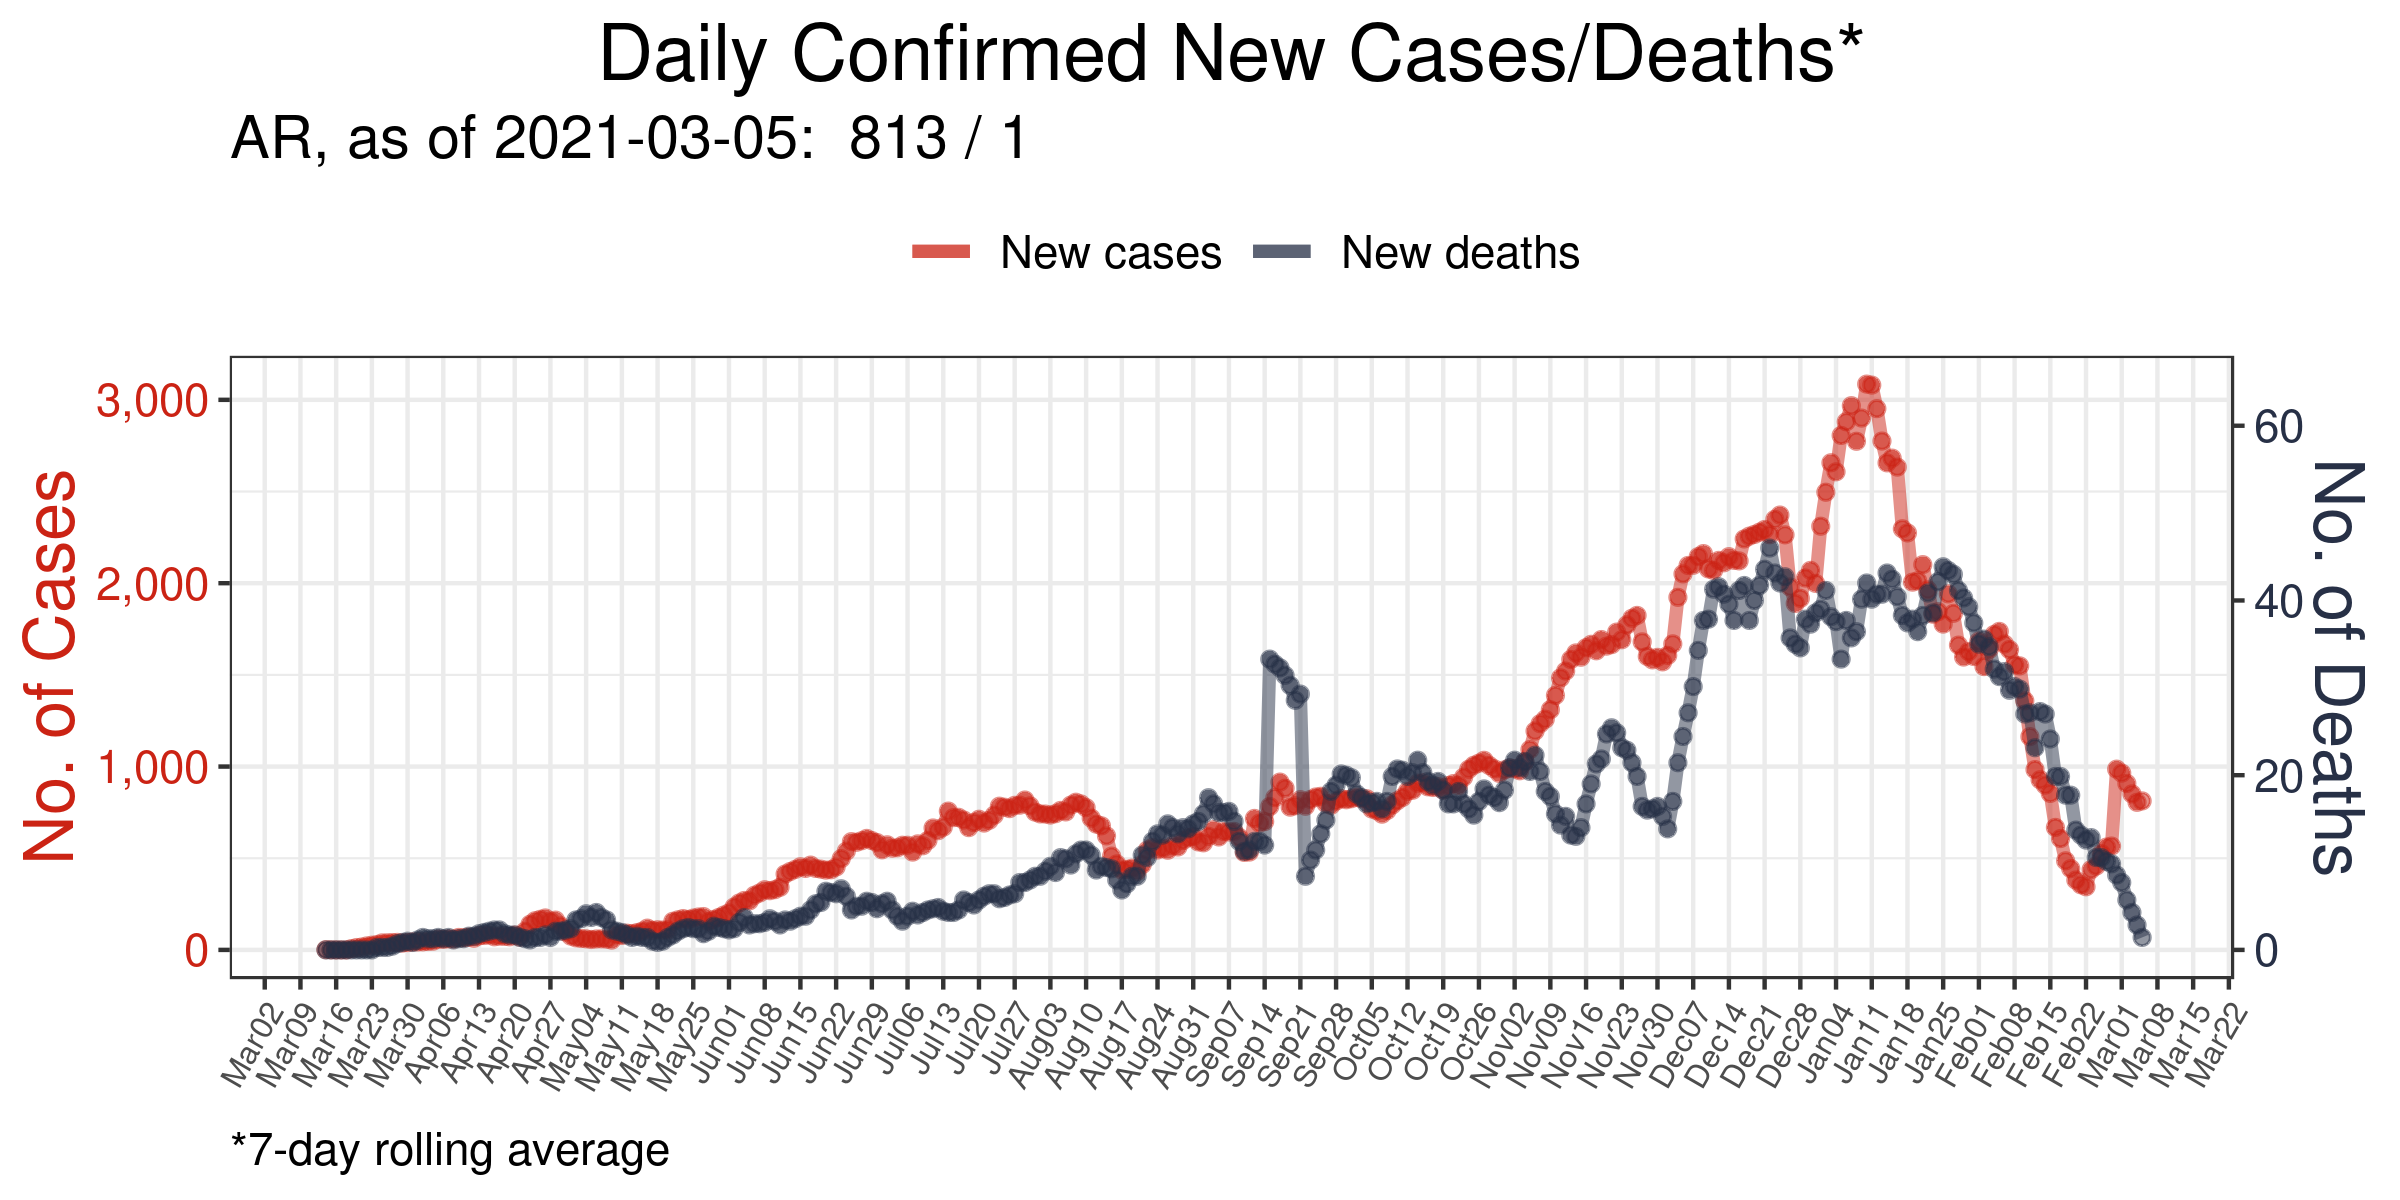 Daily Confirmed New Cases/Deaths*
AR, as of 2021-03-05:  813 / 1
New cases
New deaths
No. of Cases
3,000
2,000
1,000
0
60
40
20
0
No. of Deaths
Mar02
Mar09
Mar16
Mar23
Mar30
Apr06
Apr13
Apr20
Apr27
May04
May11
May18
May25
Jun01
Jun08
Jun15
Jun22
Jun29
Jul06
Jul13
Jul20
Jul27
Aug03
Aug10
Aug17
Aug24
Aug31
Sep07
Sep14
Sep21
Sep28
Oct05
Oct12
Oct19
Oct26
Nov02
Nov09
Nov16
Nov23
Nov30
Dec07
Dec14
Dec21
Dec28
Jan04
Jan11
Jan18
Jan25
Feb01
Feb08
Feb15
Feb22
Mar01
Mar08
Mar15
Mar22
*7-day rolling average